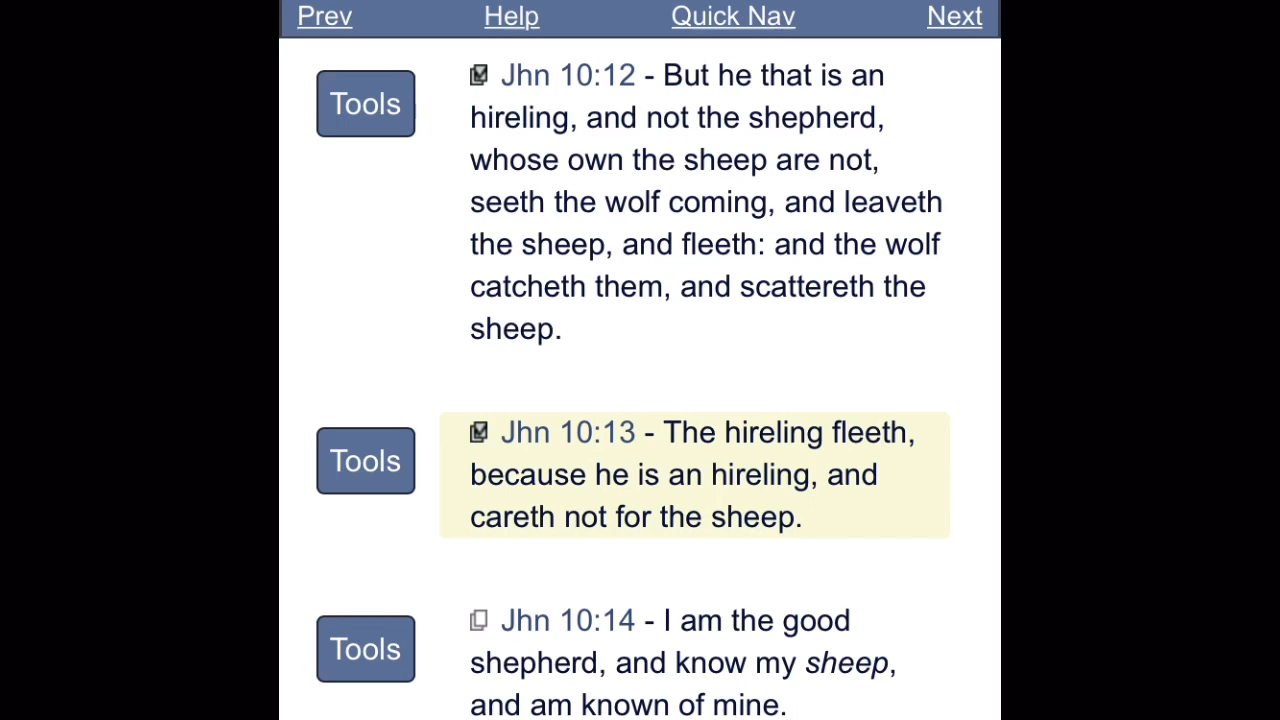 Prev Help Quick Nav Next
Tools
Jhn 10:12 - But he that is an
hireling, and not the shepherd,
whose own the sheep are not,
seeth the wolf coming, and leaveth
the sheep, and fleeth: and the wolf
catcheth them, and scattereth the
sheep.
Tools
Jhn 10:13 - The hireling fleeth,
because he is an hireling, and
careth not for the sheep.
Tools
Jhn 10:14 - I am the good
shepherd, and know my sheep,
and am known of mine.